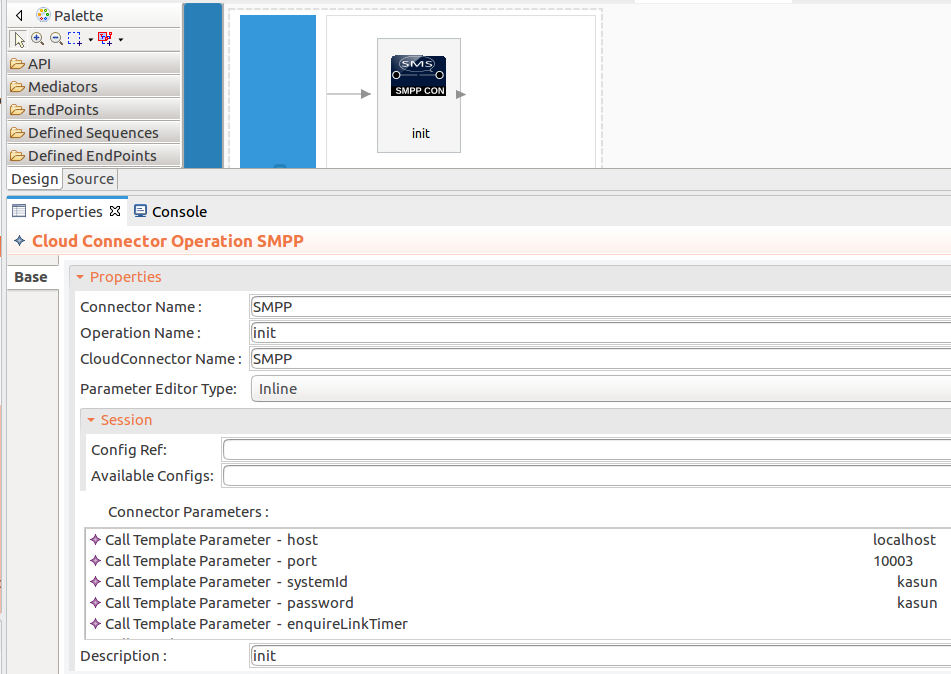 Palette
API
Mediators
EndPoints
Defined Sequences
Defined EndPoints
SMS
SMPP CON
init
Design Source
Properties Console
Cloud Connector Operation SMPP
Base
Properties
Connector Name : SMPP
Operation Name : init
CloudConnector Name : SMPP
Parameter Editor Type: Inline
Session
Config Ref:
Available Configs:
Connector Parameters :
Call Template Parameter - host localhost
Call Template Parameter - port 10003
Call Template Parameter - systemId kasun
Call Template Parameter - password kasun
Call Template Parameter - enquireLinkTimer
Description : init